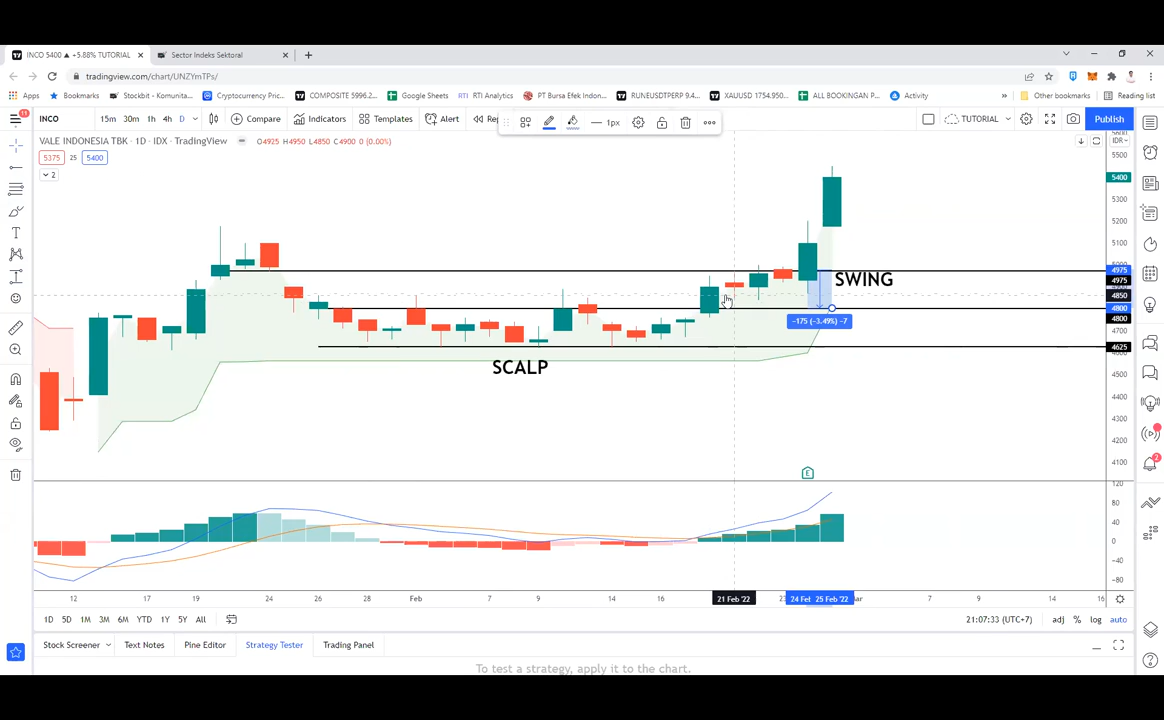 INCO 5400 ▲ +5.88% TUTORIAL
Sector Indeks Sektoral
tradingview.com/chart/UNZYmTPs/
Apps
Bookmarks
Stockbit - Komunita...
Cryptocurrency Pric...
COMPOSITE 5996.2...
Google Sheets
RTI Analytics
PT Bursa Efek Indon...
RUNEUSDTPERP 9.4...
XAUUSD 1754.950...
ALL BOOKINGAN P...
Activity
»
Other bookmarks
Reading list
11
INCO
15m 30m 1h 4h D
Compare
Indicators
Templates
Alert
1px
TUTORIAL
Publish
VALE INDONESIA TBK · 1D · IDX - TradingView
O4925 H4950 L4850 C4900 0 (0.00%)
IDR
5375 25 5400
2
5500
5400
5300
5200
5100
4975
4975
SWING
4850
4800
4800
−175 (−3.49%) −7
4700
4625
SCALP
4500
4400
4300
4200
4100
E
120
80
40
0
−40
−80
12 17 19 24 26 28 Feb 7 9 14 16 21 Feb '22 25 Feb '22 7 9 14 16
1D 5D 1M 3M 6M YTD 1Y 5Y All
21:07:33 (UTC+7)
adj % log auto
Stock Screener
Text Notes
Pine Editor
Strategy Tester
Trading Panel
To test a strategy, apply it to the chart.
2